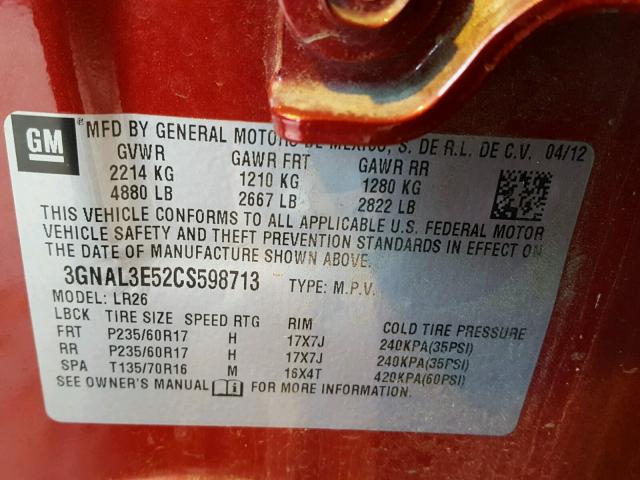 GM
® MFD BY GENERAL MOTORS DE MEXICO, S. DE R.L. DE C.V. 04/12
GVWR GAWR FRT GAWR RR
2214 KG 1210 KG 1280 KG
4880 LB 2667 LB 2822 LB
THIS VEHICLE CONFORMS TO ALL APPLICABLE U.S. FEDERAL MOTOR
VEHICLE SAFETY AND THEFT PREVENTION STANDARDS IN EFFECT ON
THE DATE OF MANUFACTURE SHOWN ABOVE.
3GNAL3E52CS598713 TYPE: M.P.V.
MODEL: LR26
LBCK TIRE SIZE SPEED RTG RIM COLD TIRE PRESSURE
FRT P235/60R17 H 17X7J 240KPA(35PSI)
RR P235/60R17 H 17X7J 240KPA(35PSI)
SPA T135/70R16 M 16X4T 420KPA(60PSI)
SEE OWNER'S MANUAL FOR MORE INFORMATION.